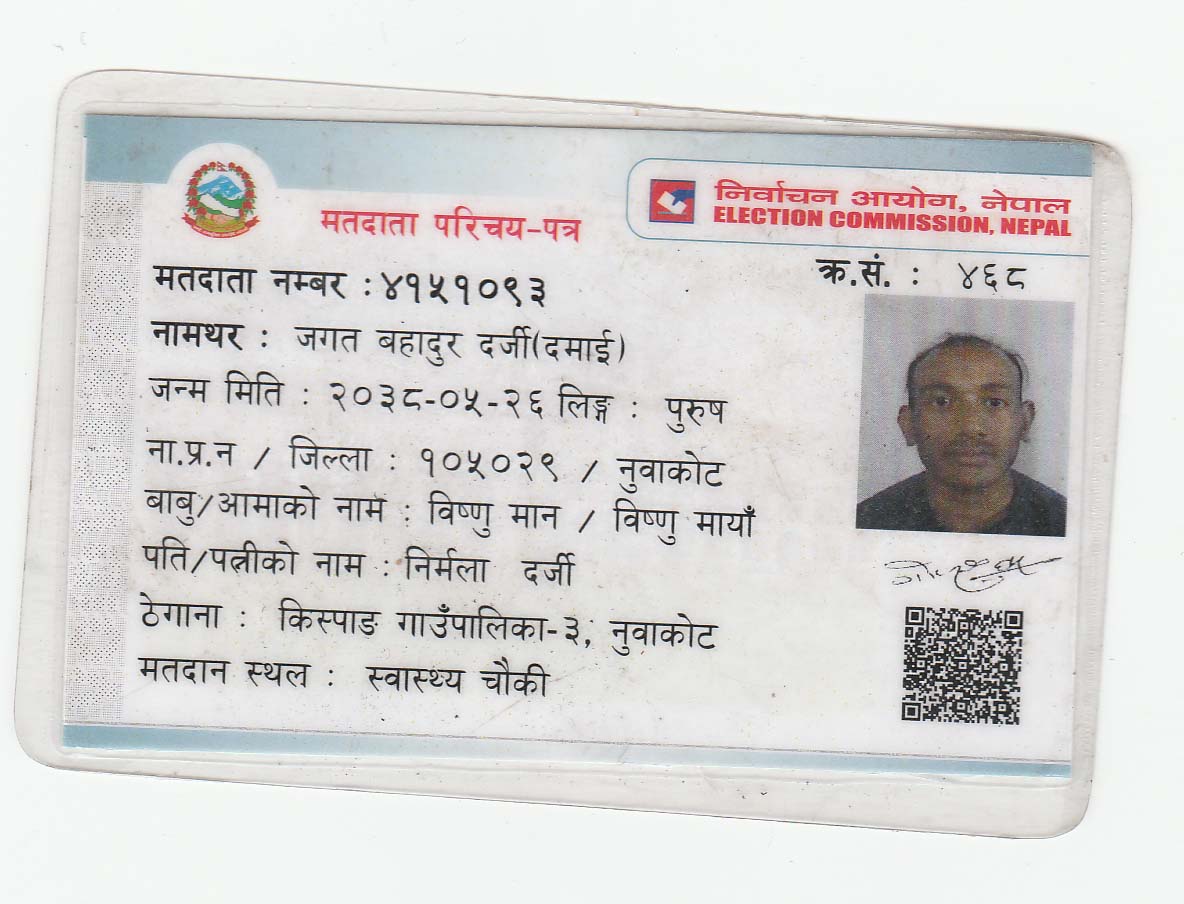 निर्वाचन आयोग, नेपाल
ELECTION COMMISSION, NEPAL
मतदाता परिचय-पत्र
क्र.सं. : ४६८
मतदाता नम्बर :४१५१०९३
नामथर : जगत बहादुर दर्जी(दमाई)
जन्म मिति : २०३८-०५-२६ लिङ्ग : पुरुष
ना.प्र.न / जिल्ला : १०५०२९ / नुवाकोट
बाबु/आमाको नाम : विष्णु मान / विष्णु मायाँ
पति/पत्नीको नाम : निर्मला दर्जी
ठेगाना : किस्पाङ गाउँपालिका-३, नुवाकोट
मतदान स्थल : स्वास्थ्य चौकी